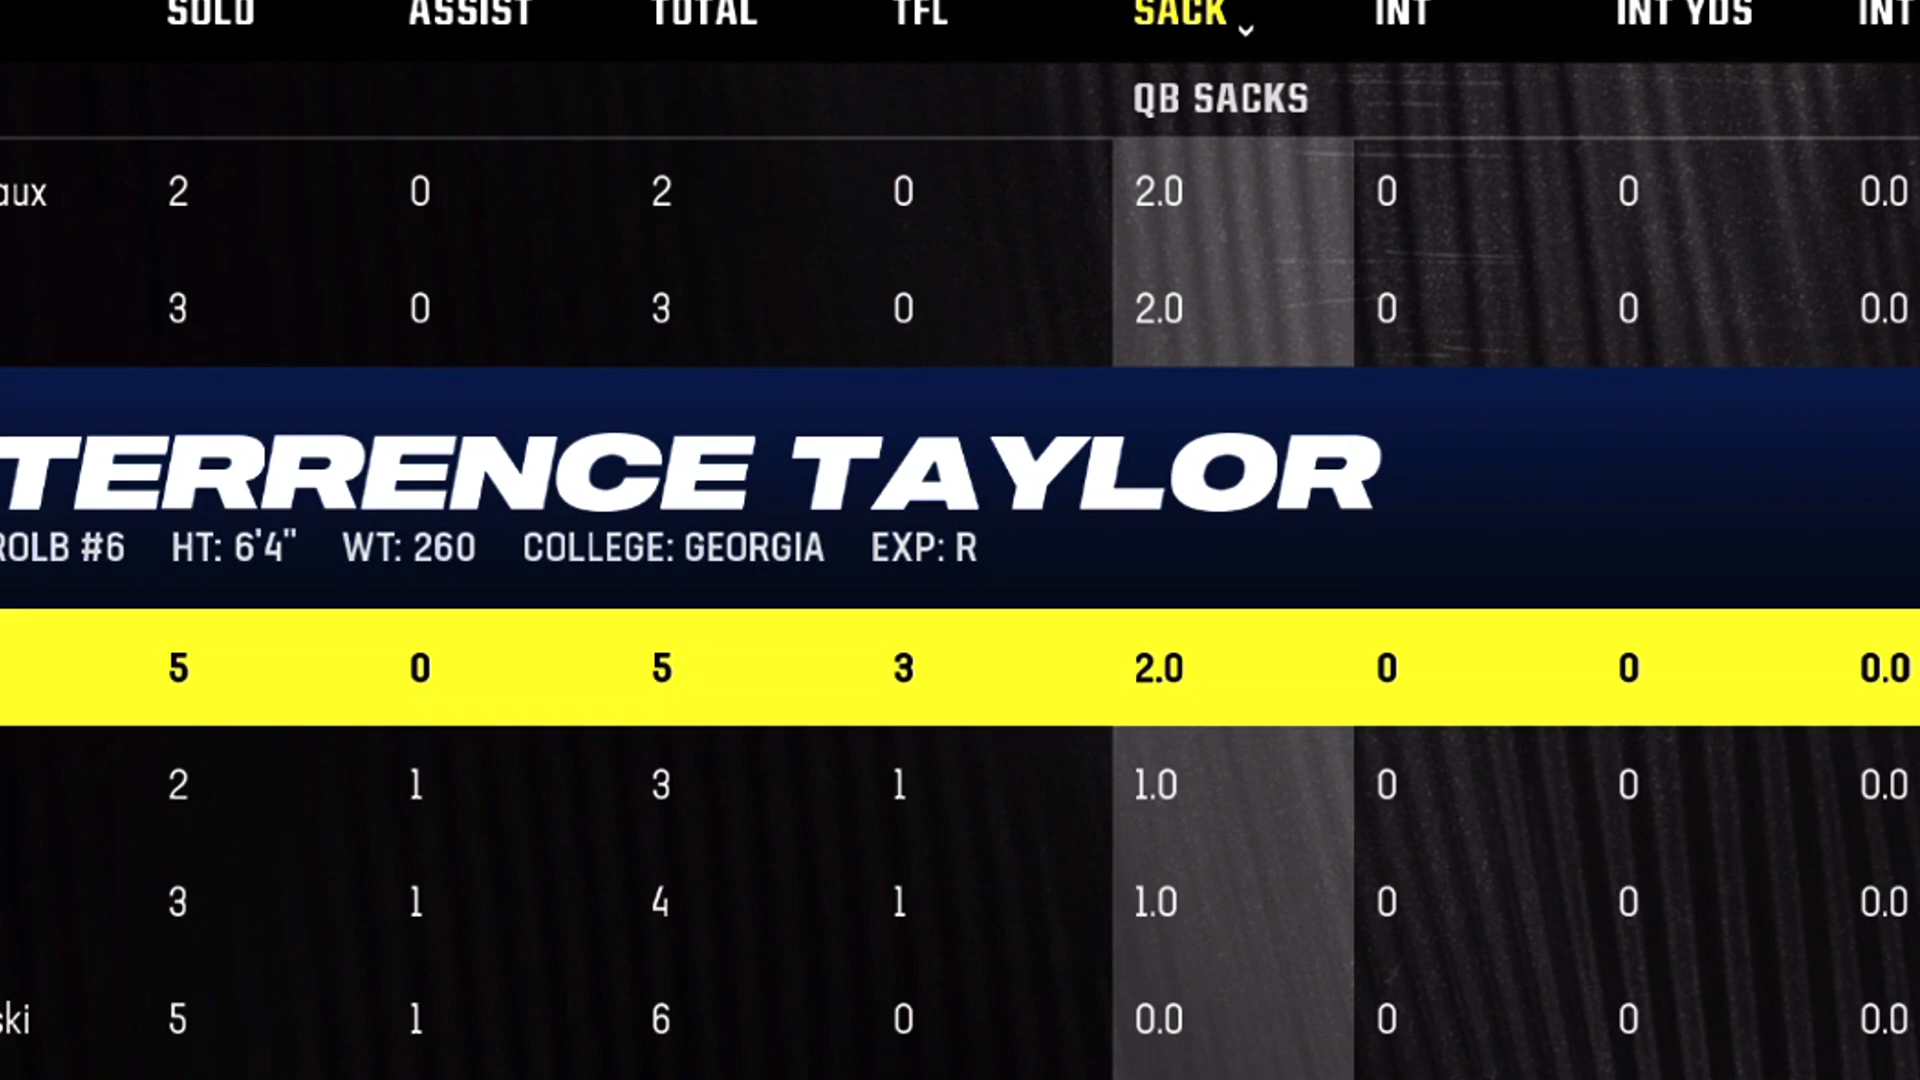 SOLO ASSIST TOTAL TFL SACK INT INT YDS INT
QB SACKS
aux 2 0 2 0 2.0 0 0 0.0
3 0 3 0 2.0 0 0 0.0
TERRENCE TAYLOR
ROLB #6 HT: 6'4" WT: 260 COLLEGE: GEORGIA EXP: R
5 0 5 3 2.0 0 0 0.0
2 1 3 1 1.0 0 0 0.0
3 1 4 1 1.0 0 0 0.0
ski 5 1 6 0 0.0 0 0 0.0